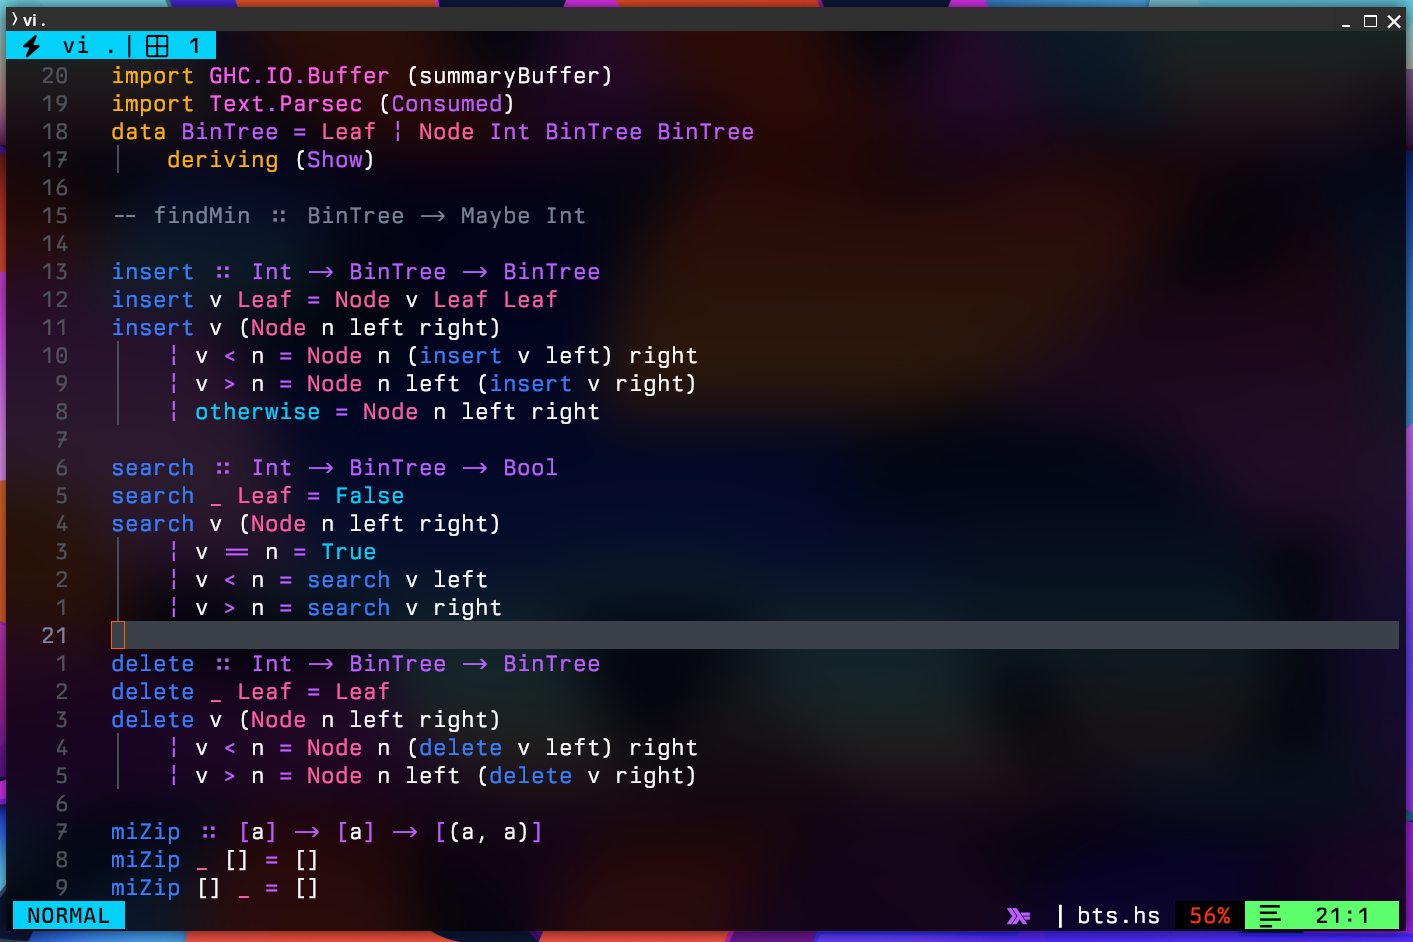 vi .
vi . | 1
20 import GHC.IO.Buffer (summaryBuffer)
19 import Text.Parsec (Consumed)
18 data BinTree = Leaf | Node Int BinTree BinTree
17 deriving (Show)
16
15 -- findMin :: BinTree -> Maybe Int
14
13 insert :: Int -> BinTree -> BinTree
12 insert v Leaf = Node v Leaf Leaf
11 insert v (Node n left right)
10 | v < n = Node n (insert v left) right
9 | v > n = Node n left (insert v right)
8 | otherwise = Node n left right
7
6 search :: Int -> BinTree -> Bool
5 search _ Leaf = False
4 search v (Node n left right)
3 | v == n = True
2 | v < n = search v left
1 | v > n = search v right
21
1 delete :: Int -> BinTree -> BinTree
2 delete _ Leaf = Leaf
3 delete v (Node n left right)
4 | v < n = Node n (delete v left) right
5 | v > n = Node n left (delete v right)
6
7 miZip :: [a] -> [a] -> [(a, a)]
8 miZip _ [] = []
9 miZip [] _ = []
NORMAL | bts.hs 56% 21:1